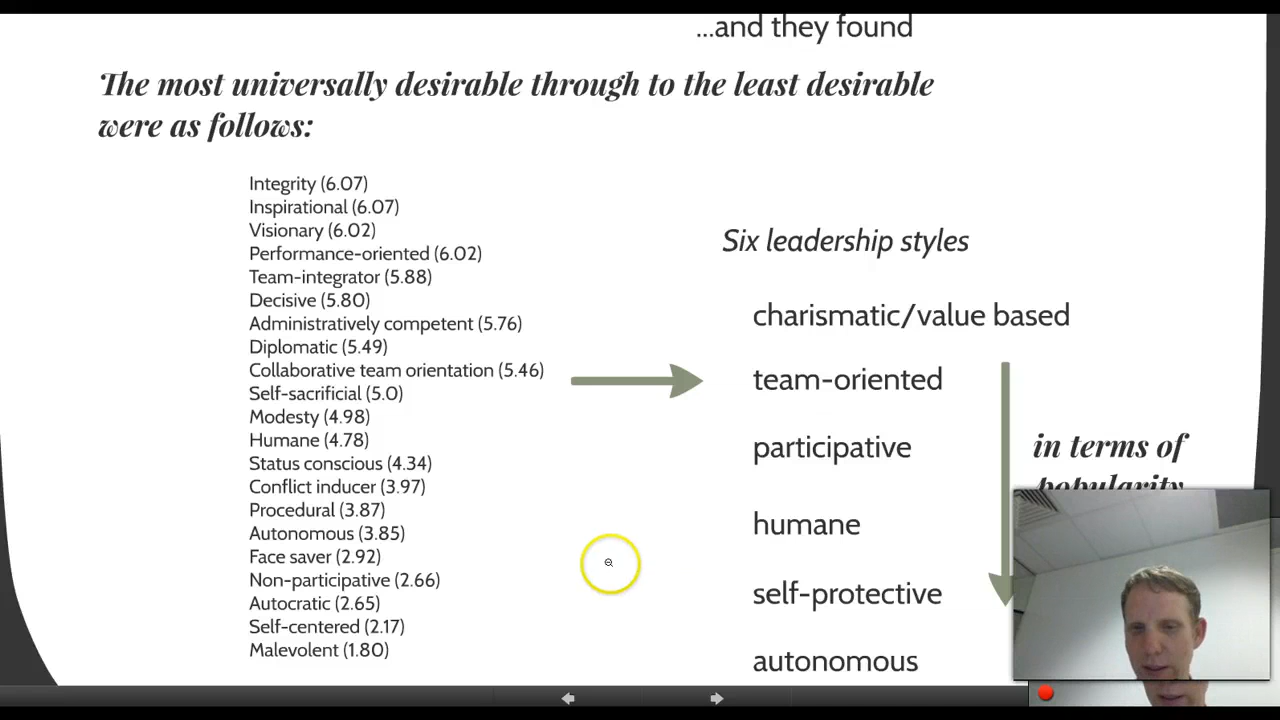 ...and they found
The most universally desirable through to the least desirable
were as follows:
Integrity (6.07)
Inspirational (6.07)
Visionary (6.02)
Performance-oriented (6.02)
Team-integrator (5.88)
Decisive (5.80)
Administratively competent (5.76)
Diplomatic (5.49)
Collaborative team orientation (5.46)
Self-sacrificial (5.0)
Modesty (4.98)
Humane (4.78)
Status conscious (4.34)
Conflict inducer (3.97)
Procedural (3.87)
Autonomous (3.85)
Face saver (2.92)
Non-participative (2.66)
Autocratic (2.65)
Self-centered (2.17)
Malevolent (1.80)
Six leadership styles
charismatic/value based
team-oriented
participative
humane
self-protective
autonomous
in terms of
popularity